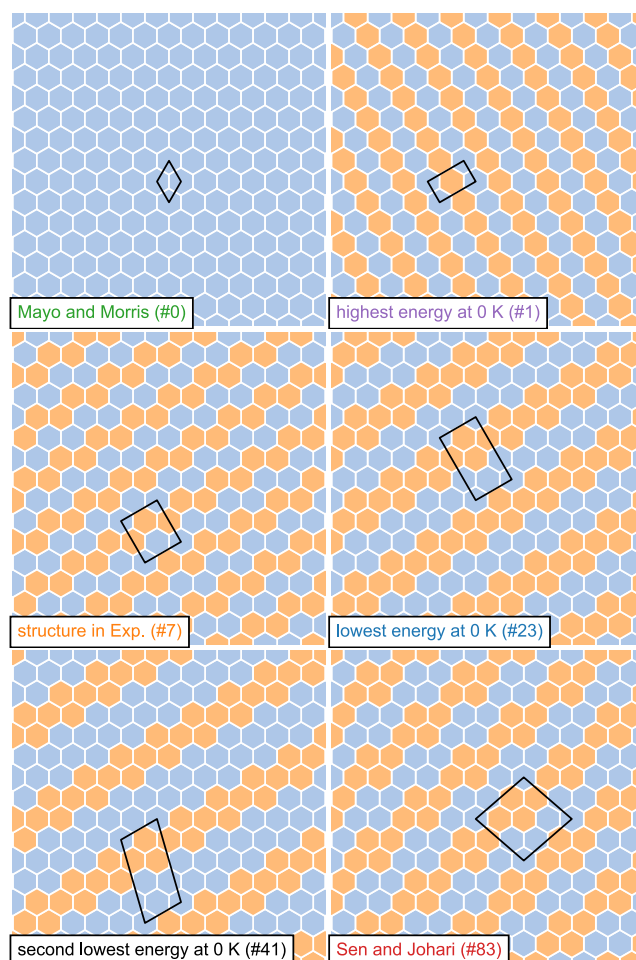 Mayo and Morris (#0)
highest energy at 0 K (#1)
structure in Exp. (#7)
lowest energy at 0 K (#23)
second lowest energy at 0 K (#41)
Sen and Johari (#83)